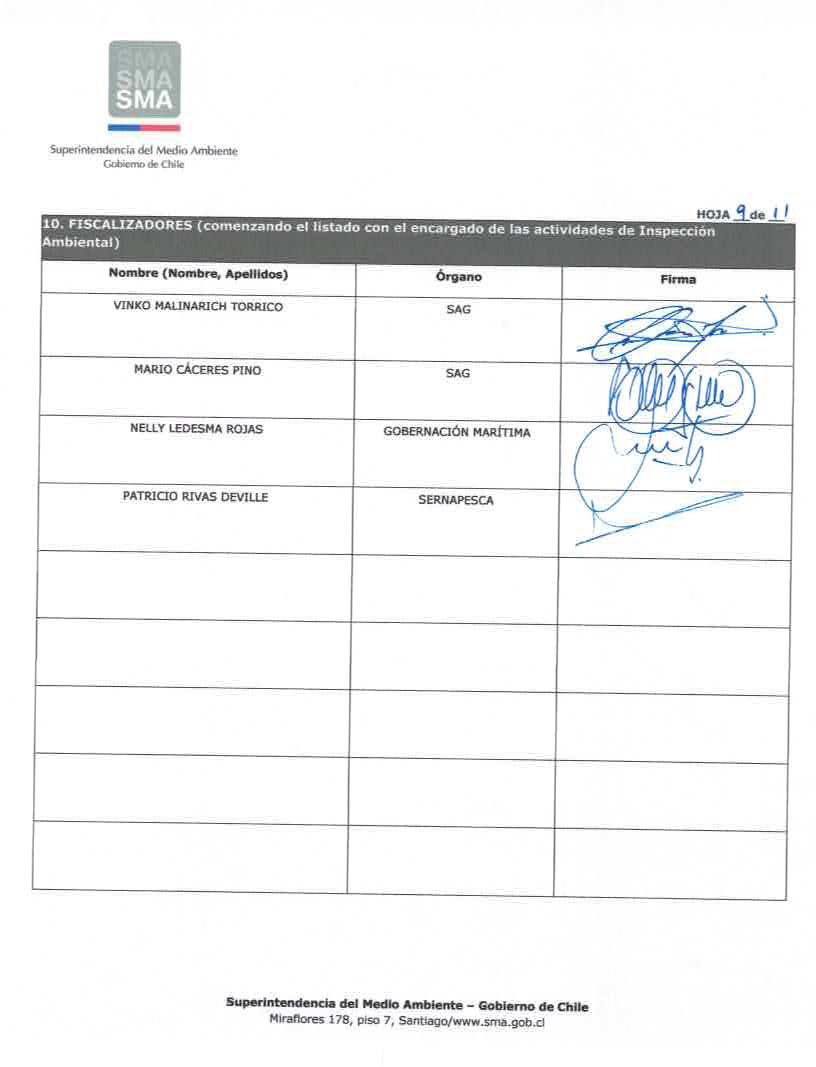 SMA
SMA
SMA
Superintendencia del Medio Ambiente
Gobierno de Chile
HOJA 9 de 11
10. FISCALIZADORES (comenzando el listado con el encargado de las actividades de Inspección
Ambiental)
Nombre (Nombre, Apellidos) Órgano Firma
VINKO MALINARICH TORRICO SAG
MARIO CÁCERES PINO SAG
NELLY LEDESMA ROJAS GOBERNACIÓN MARÍTIMA
PATRICIO RIVAS DEVILLE SERNAPESCA
Superintendencia del Medio Ambiente – Gobierno de Chile
Miraflores 178, piso 7, Santiago/www.sma.gob.cl